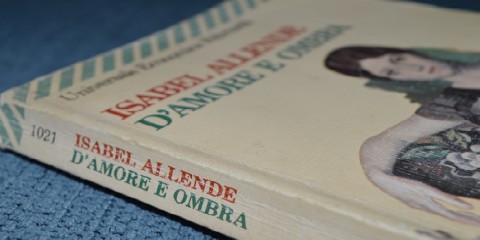 Universale Economica Feltrinelli
ISABEL ALLENDE
D'AMORE E OMBRA
1021
ISABEL ALLENDE
D'AMORE E OMBRA